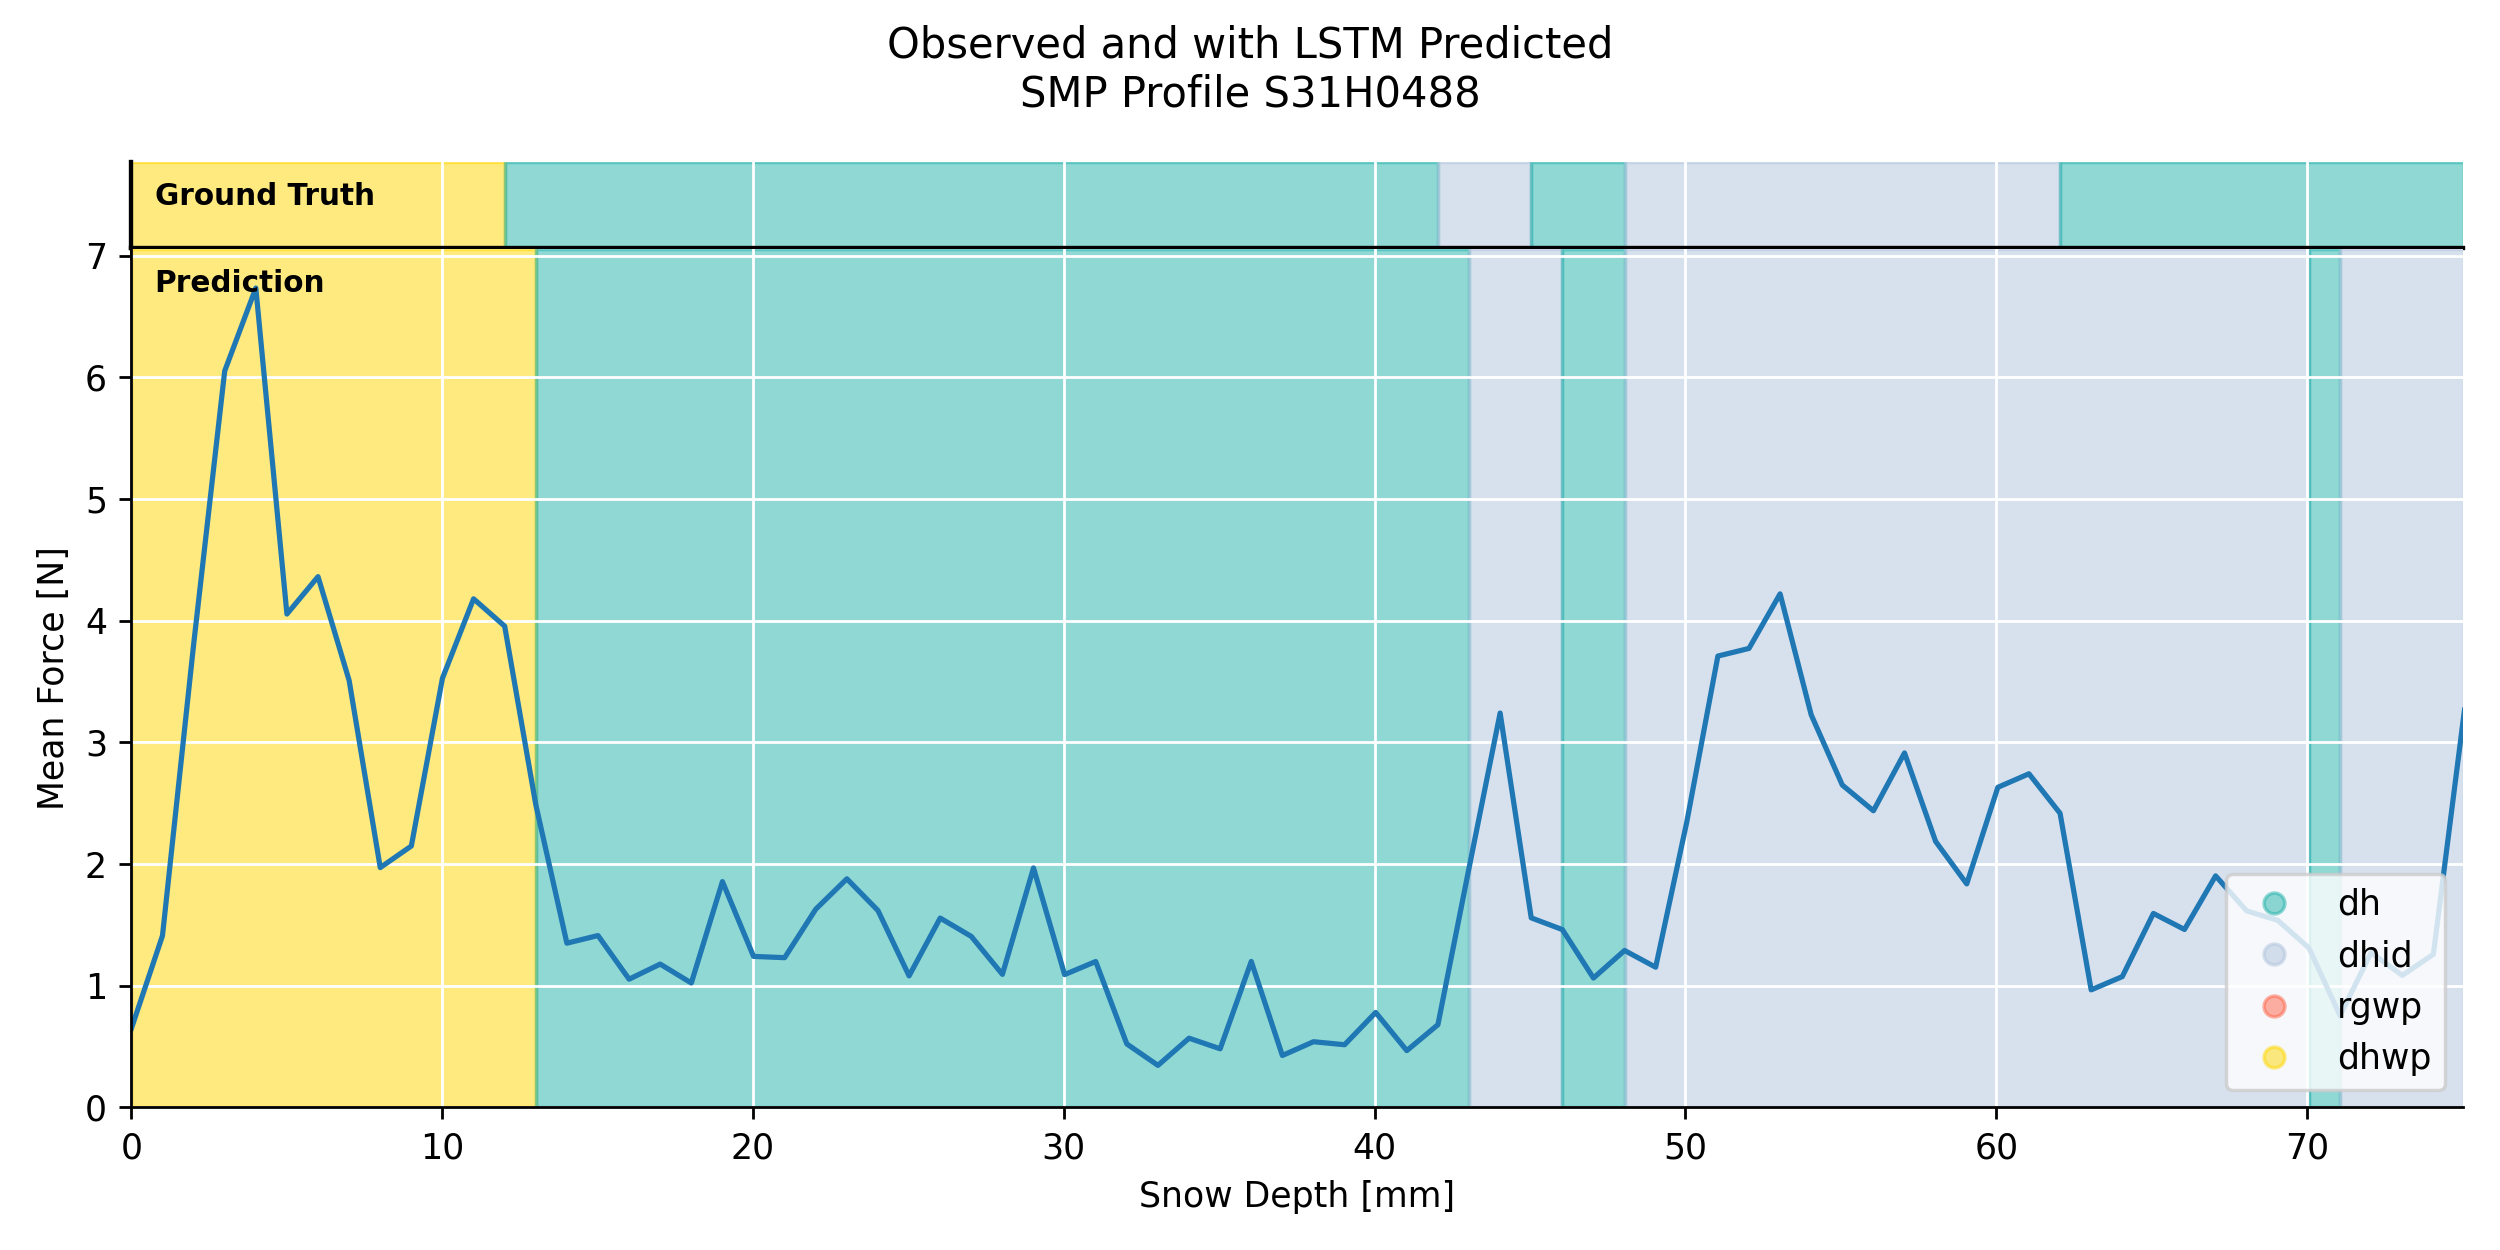 Observed and with LSTM Predicted
SMP Profile S31H0488
Ground Truth
Prediction
7
6
5
4
3
2
1
0
Mean Force [N]
0 10 20 30 40 50 60 70
Snow Depth [mm]
dh
dhid
rgwp
dhwp